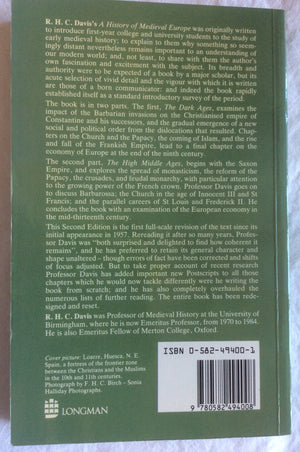 R. H. C. Davis's A History of Medieval Europe was originally written
to introduce first-year college and university students to the study of
early medieval history; to explain to them why something so seem-
ingly distant nevertheless remains important to an understanding of
our modern world; and, not least, to share with them the author's
own fascination and excitement with the subject. In its breadth and
authority were to be expected of a book by a major scholar, but its
acute selection of vivid detail and the vigour with which it is written
are those of a born communicator: and indeed the book rapidly
established itself as a standard introductory survey of the period.
The book is in two parts. The first, The Dark Ages, examines the
impact of the Barbarian invasions on the Christianised empire of
Constantine and his successors, and the gradual emergence of a new
social and political order from the dislocations that resulted. Chap-
ters on the Church and the Papacy, the coming of Islam, and the rise
and fall of the Frankish Empire, lead to a final chapter on the
economy of Europe at the end of the ninth century.
The second part, The High Middle Ages, begins with the Saxon
Empire, and explores the spread of monasticism, the reform of the
Papacy, the crusades, and feudal monarchy, with particular attention
to the growing power of the French crown. Professor Davis goes on
to discuss Barbarossa; the Church in the age of Innocent III and St
Francis; and the parallel careers of St Louis and Frederick II. He
concludes the book with an examination of the European economy in
the mid-thirteenth century.
This Second Edition is the first full-scale revision of the text since its
initial appearance in 1957. Rereading it after so many years, Profes-
sor Davis was "both surprised and delighted to find how coherent it
remains", and he has preferred to retain its general character and
shape unaltered – though errors of fact have been corrected and shifts
of focus adjusted. But to take proper account of recent research
Professor Davis has added important new Postscripts to all those
chapters which he would now tackle differently were he writing the
book from scratch; and he has also completely overhauled the
numerous lists of further reading. The entire book has been rede-
signed and reset.
R. H. C. Davis was Professor of Medieval History at the University of
Birmingham, where he is now Emeritus Professor, from 1970 to 1984.
He is also Emeritus Fellow of Merton College, Oxford.
Cover picture: Loarre, Huesca, N. E.
Spain, a fortress of the frontier zone
between the Christians and the Muslims
in the 10th and 11th centuries.
Photograph by F. H. C. Birch – Sonia
Halliday Photographs.
LONGMAN
ISBN 0-582-49400-1
9 780582 494008